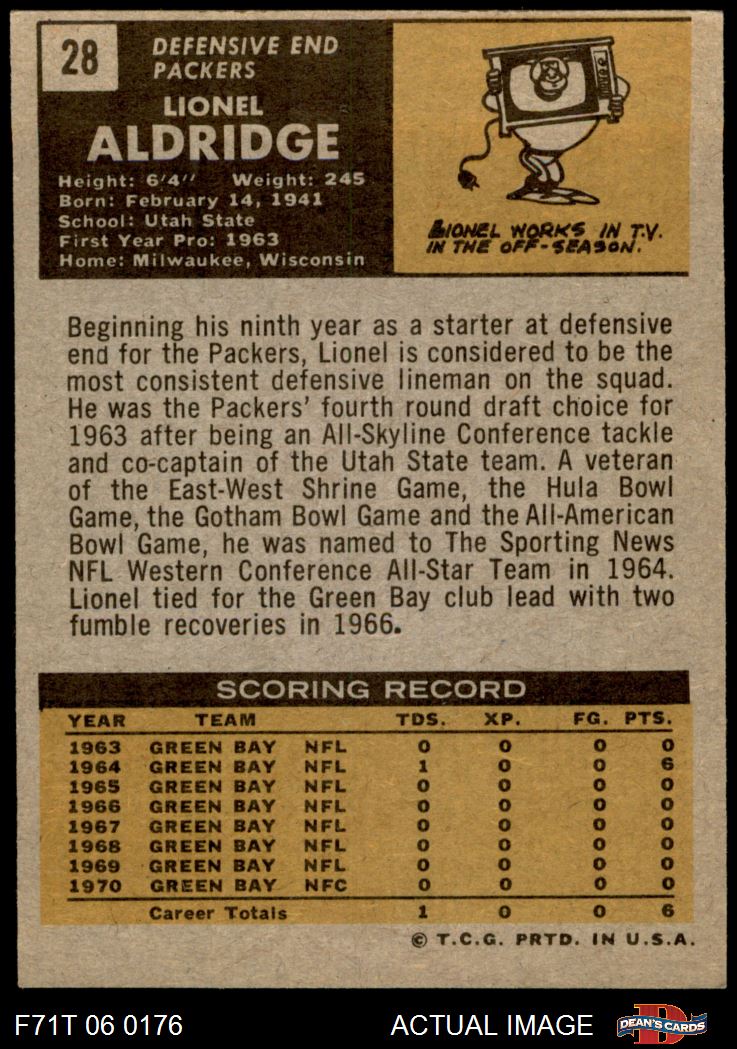 28
DEFENSIVE END
PACKERS
LIONEL
ALDRIDGE
Height: 6'4" Weight: 245
Born: February 14, 1941
School: Utah State
First Year Pro: 1963
Home: Milwaukee, Wisconsin
LIONEL WORKS IN T.V.
IN THE OFF-SEASON.
Beginning his ninth year as a starter at defensive
end for the Packers, Lionel is considered to be the
most consistent defensive lineman on the squad.
He was the Packers' fourth round draft choice for
1963 after being an All-Skyline Conference tackle
and co-captain of the Utah State team. A veteran
of the East-West Shrine Game, the Hula Bowl
Game, the Gotham Bowl Game and the All-American
Bowl Game, he was named to The Sporting News
NFL Western Conference All-Star Team in 1964.
Lionel tied for the Green Bay club lead with two
fumble recoveries in 1966.
SCORING RECORD
YEAR TEAM TDS. XP. FG. PTS.
1963 GREEN BAY NFL 0 0 0 0
1964 GREEN BAY NFL 1 0 0 6
1965 GREEN BAY NFL 0 0 0 0
1966 GREEN BAY NFL 0 0 0 0
1967 GREEN BAY NFL 0 0 0 0
1968 GREEN BAY NFL 0 0 0 0
1969 GREEN BAY NFL 0 0 0 0
1970 GREEN BAY NFC 0 0 0 0
Career Totals 1 0 0 6
© T.C.G. PRTD. IN U.S.A.
F71T 06 0176 ACTUAL IMAGE D DEAN'S CARDS